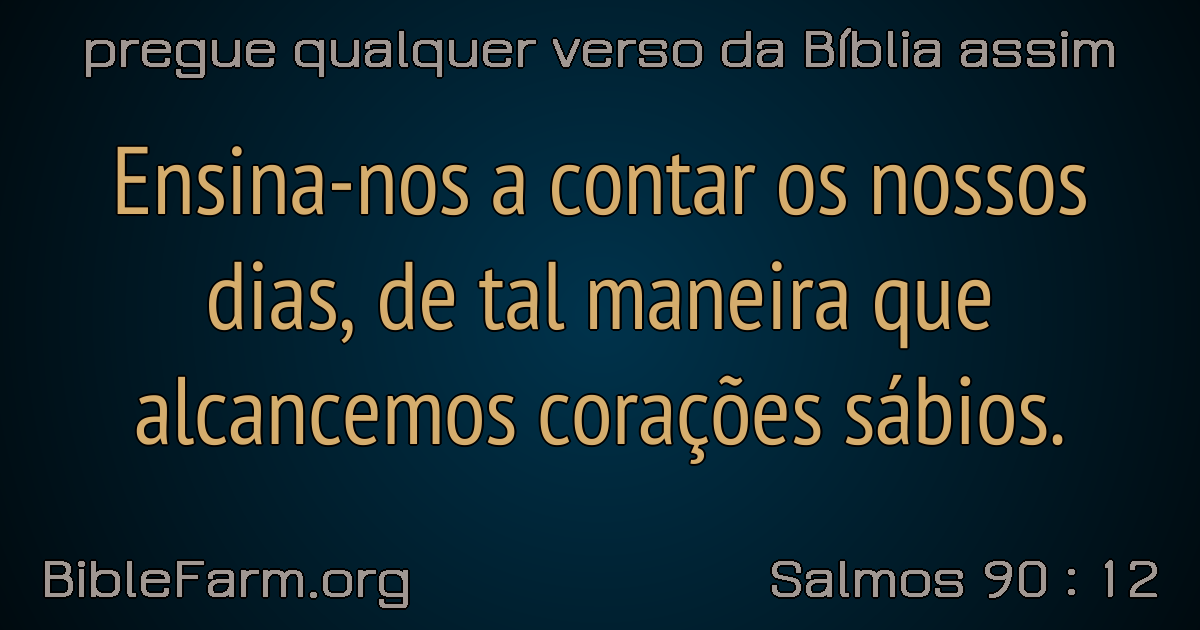 pregue qualquer verso da Bíblia assim
Ensina-nos a contar os nossos
dias, de tal maneira que
alcancemos corações sábios.
BibleFarm.org
Salmos 90 : 12